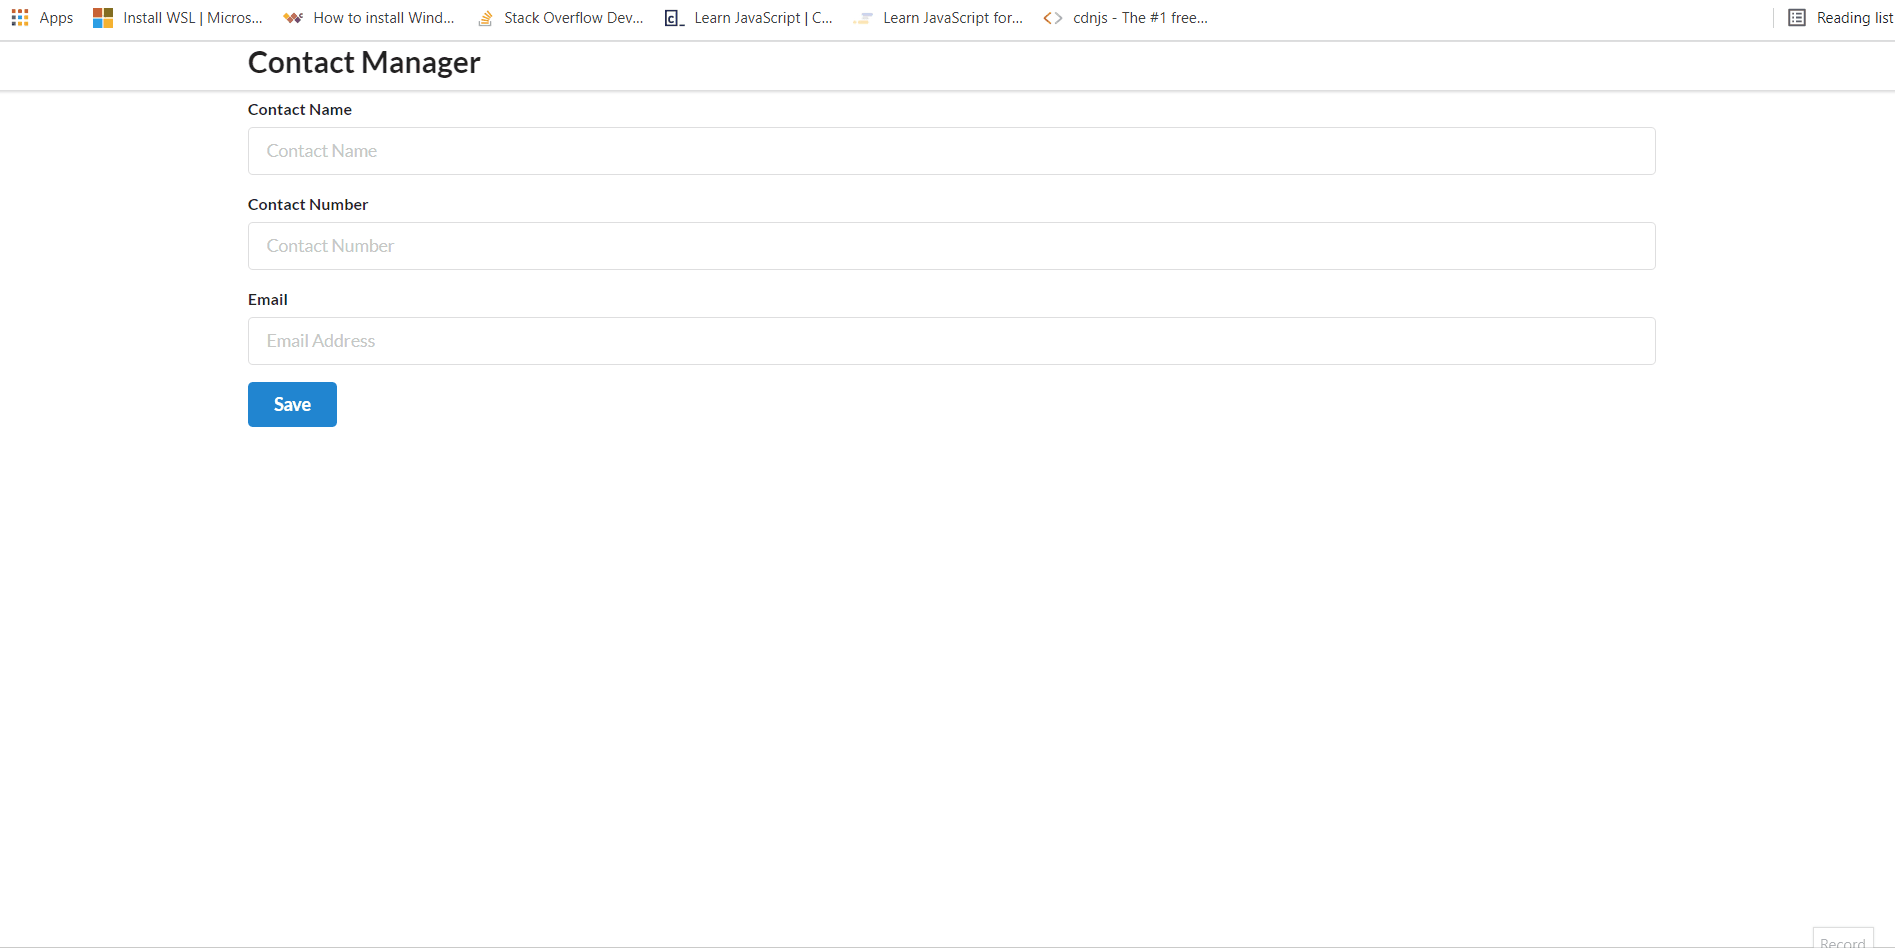 Apps Install WSL | Micros... How to install Wind... Stack Overflow Dev... Learn JavaScript | C... Learn JavaScript for... cdnjs - The #1 free... Reading list
Contact Manager
Contact Name
Contact Name
Contact Number
Contact Number
Email
Email Address
Save
Record